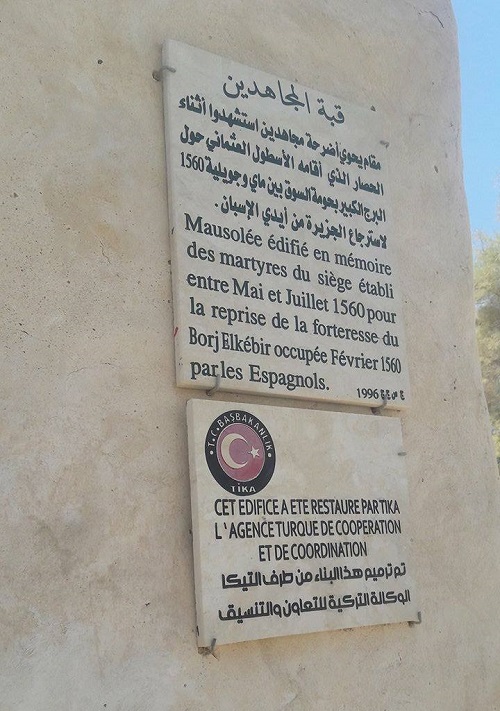 قبة المجاهدين
مقام يحوي أضرحة مجاهدين استشهدوا أثناء
الحصار الذي أقامه الأسطول العثماني حول
البرج الكبير بحومة السوق بين ماي وجويلية 1560
لاسترجاع الجزيرة من أيدي الإسبان .
Mausolée édifié en mémoire
des martyres du siège établi
entre Mai et Juillet 1560 pour
la reprise de la forteresse du
Borj Elkébir occupée Février 1560
par les Espagnols.
1996
T.C. BAŞBAKANLIK
TİKA
CET EDIFICE A ETE RESTAURE PAR TIKA
L'AGENCE TURQUE DE COOPERATION
ET DE COORDINATION
تم ترميم هذا البناء من طرف التيكا
الوكالة التركية للتعاون والتنسيق